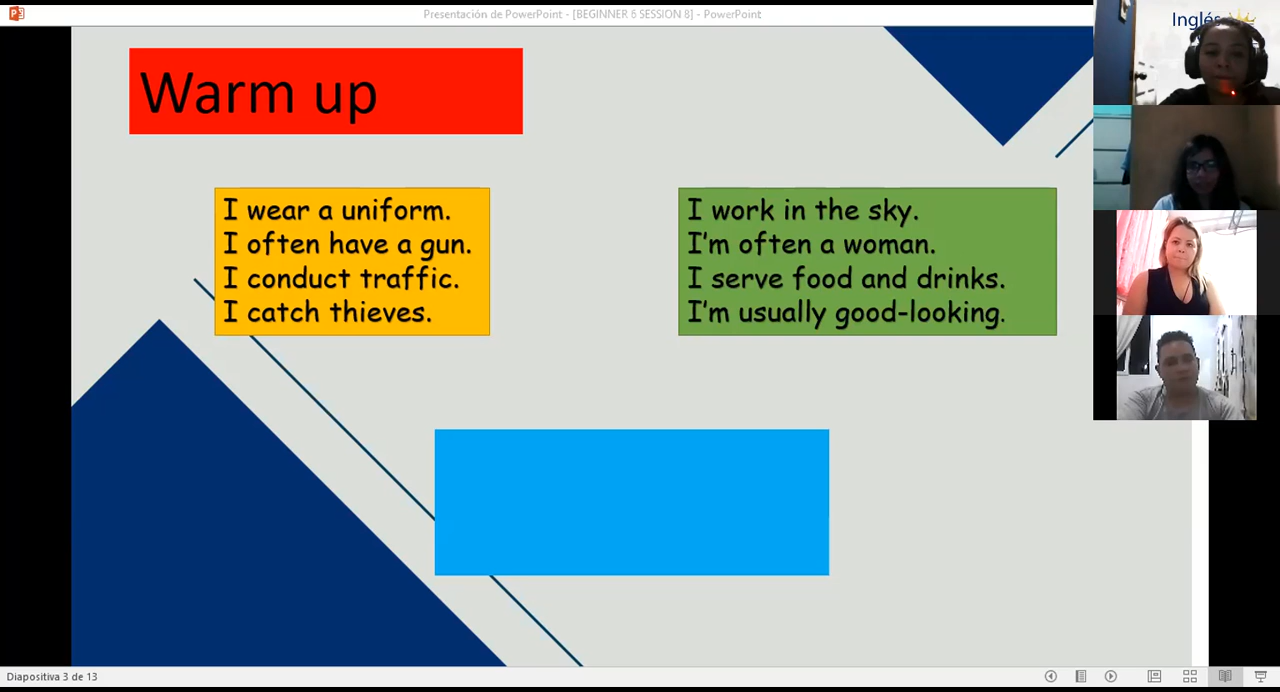 Presentación de PowerPoint - [BEGINNER 6 SESSION 8] - PowerPoint
Inglés
Warm up
I wear a uniform.
I often have a gun.
I conduct traffic.
I catch thieves.
I work in the sky.
I'm often a woman.
I serve food and drinks.
I'm usually good-looking.
Diapositiva 3 de 13